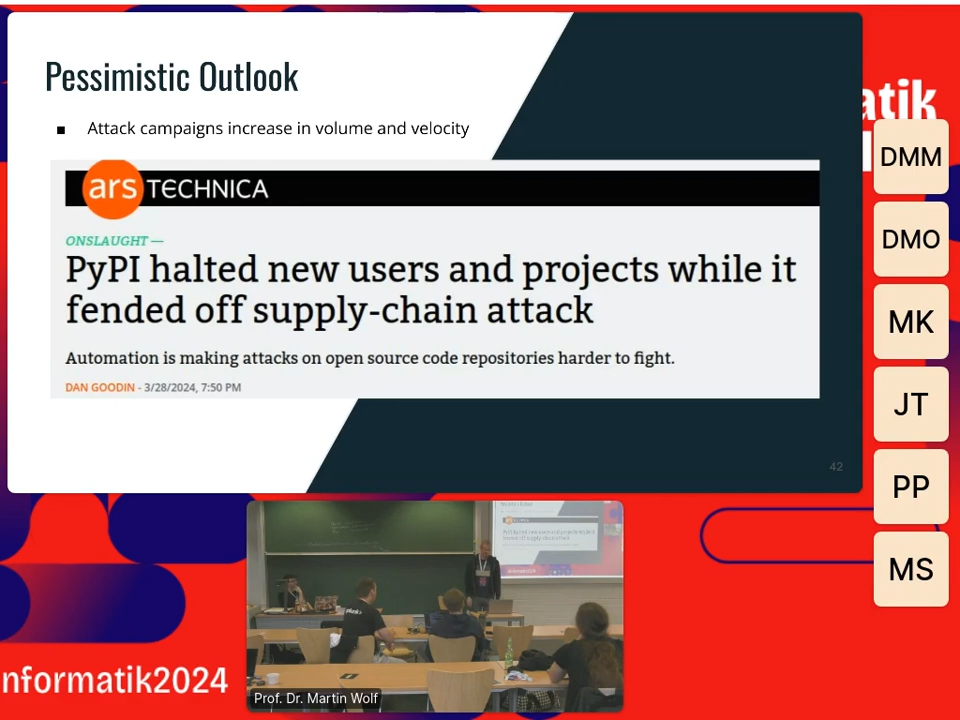 Pessimistic Outlook
▪ Attack campaigns increase in volume and velocity
ars TECHNICA
ONSLAUGHT —
PyPI halted new users and projects while it
fended off supply-chain attack
Automation is making attacks on open source code repositories harder to fight.
DAN GOODIN - 3/28/2024, 7:50 PM
42
atik
DMM
DMO
MK
JT
PP
MS
nformatik2024
Prof. Dr. Martin Wolf